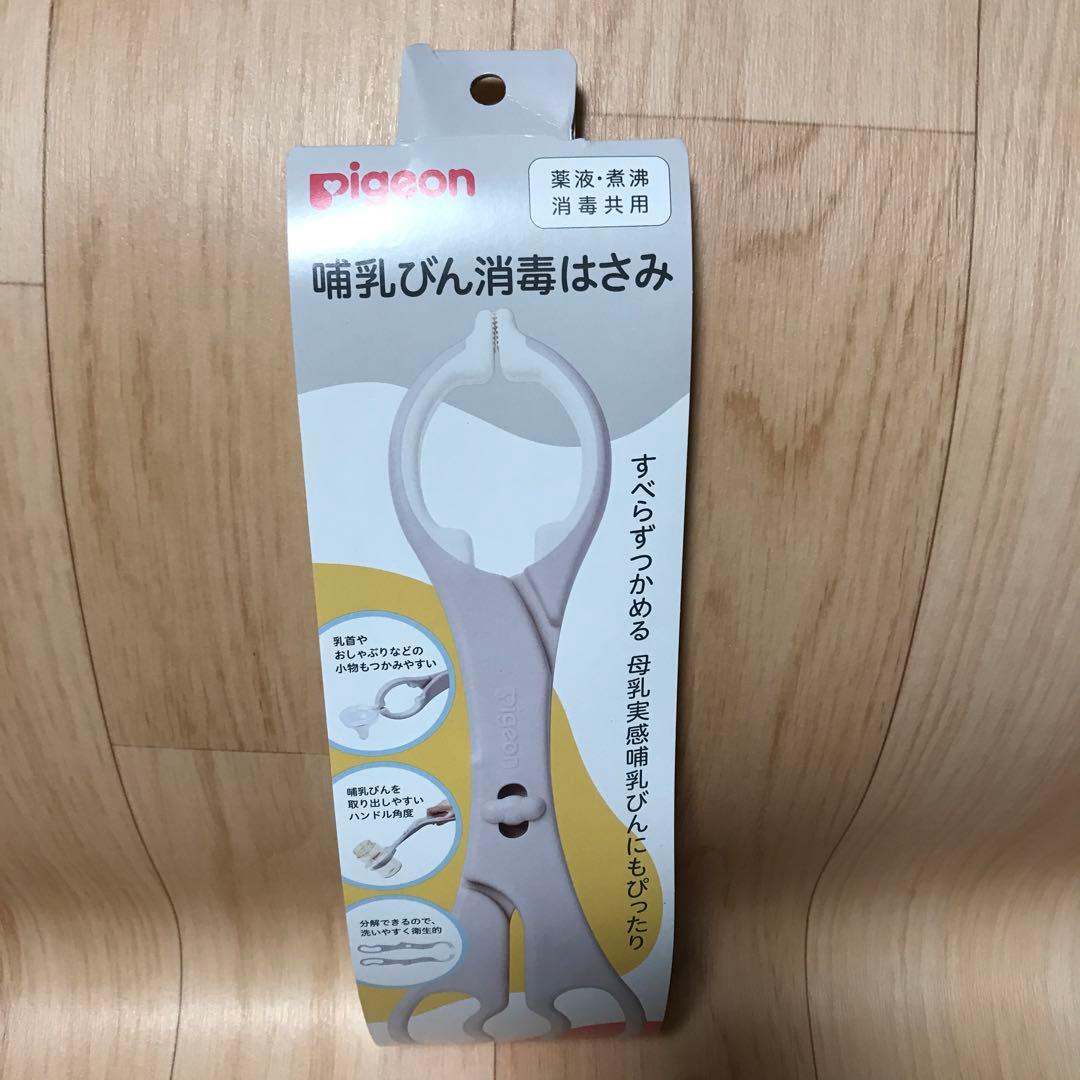 Pigeon
薬液・煮沸
消毒共用
哺乳びん消毒はさみ
すべらずつかめる 母乳実感哺乳びんにもぴったり
乳首や
おしゃぶりなどの
小物もつかみやすい
Pigeon
哺乳びんを
取り出しやすい
ハンドル角度
分解できるので、
洗いやすく衛生的